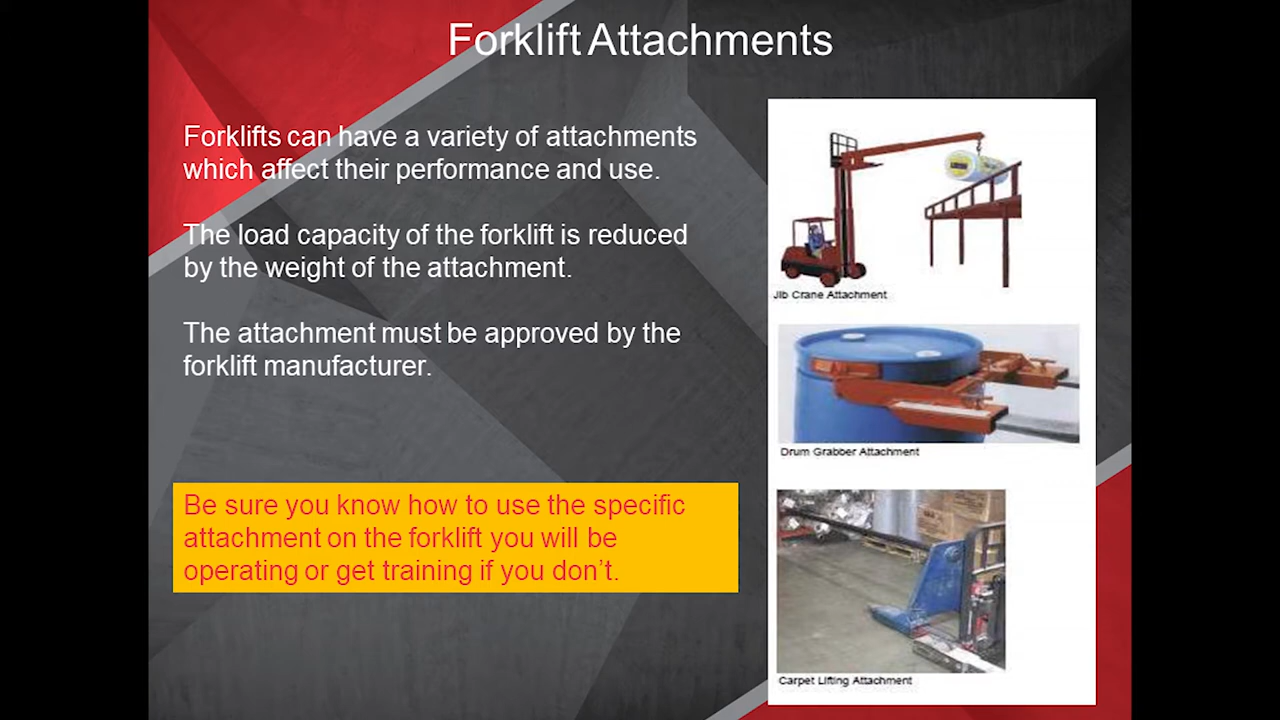 Forklift Attachments
Forklifts can have a variety of attachments
which affect their performance and use.
The load capacity of the forklift is reduced
by the weight of the attachment.
The attachment must be approved by the
forklift manufacturer.
Be sure you know how to use the specific
attachment on the forklift you will be
operating or get training if you don’t.
Jib Crane Attachment
Drum Grabber Attachment
Carpet Lifting Attachment